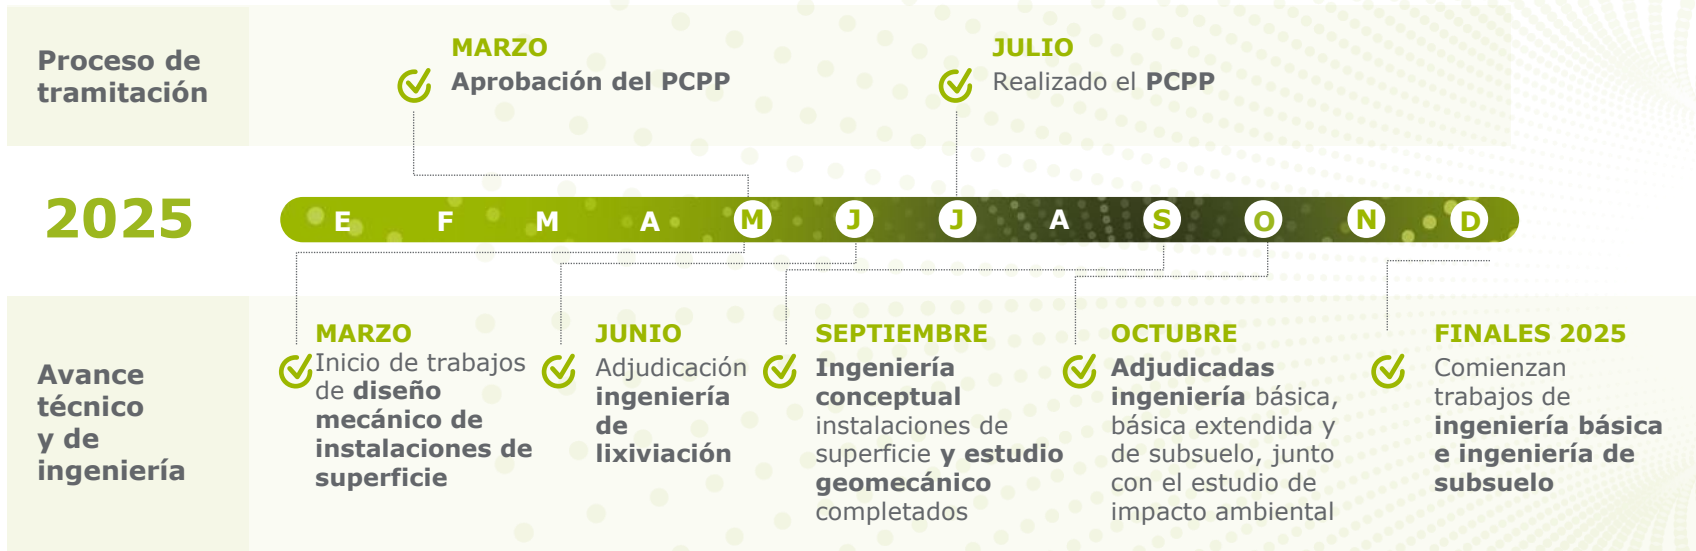 Proceso de
tramitación
MARZO
Aprobación del PCPP
JULIO
Realizado el PCPP
2025
E F M A M J J A S O N D
Avance
técnico
y de
ingeniería
MARZO
Inicio de trabajos
de diseño
mecánico de
instalaciones de
superficie
JUNIO
Adjudicación
ingeniería
de
lixiviación
SEPTIEMBRE
Ingeniería
conceptual
instalaciones de
superficie y estudio
geomecánico
completados
OCTUBRE
Adjudicadas
ingeniería básica,
básica extendida y
de subsuelo, junto
con el estudio de
impacto ambiental
FINALES 2025
Comienzan
trabajos de
ingeniería básica
e ingeniería de
subsuelo